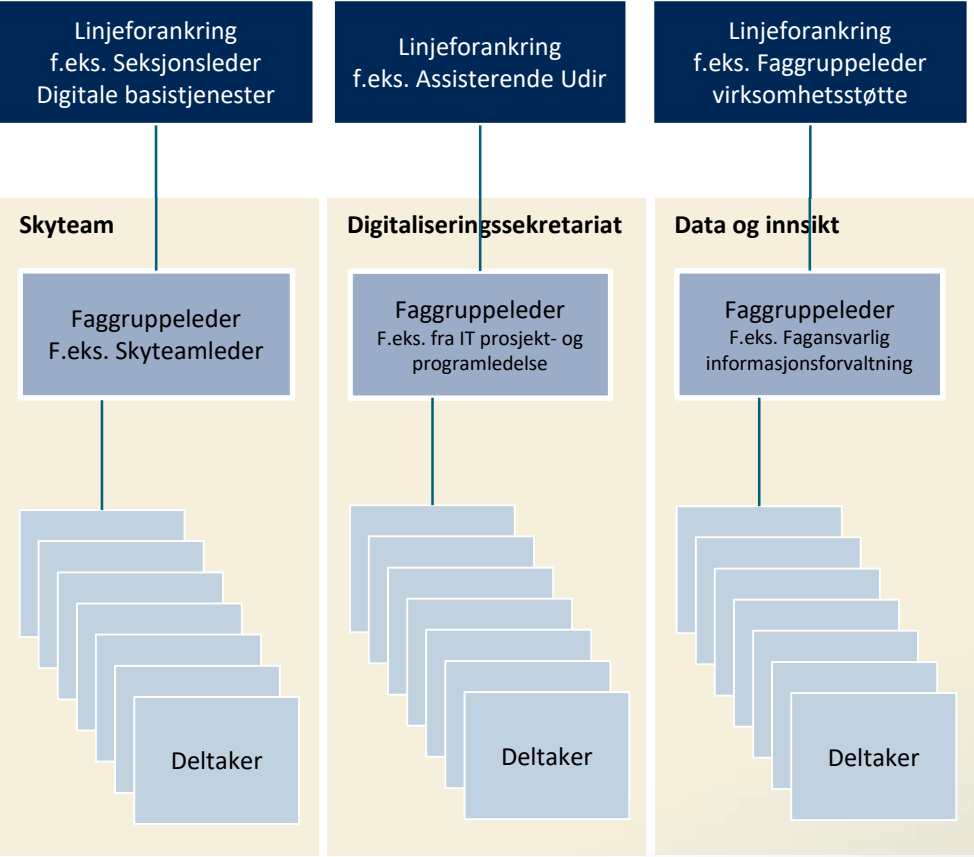 Linjeforankring
f.eks. Seksjonsleder
Digitale basistjenester
Linjeforankring
f.eks. Assisterende Udir
Linjeforankring
f.eks. Faggruppeleder
virksomhetsstøtte
Skyteam
Faggruppeleder
F.eks. Skyteamleder
Deltaker
Digitaliseringssekretariat
Faggruppeleder
F.eks. fra IT prosjekt- og
programledelse
Deltaker
Data og innsikt
Faggruppeleder
F.eks. Fagansvarlig
informasjonsforvaltning
Deltaker